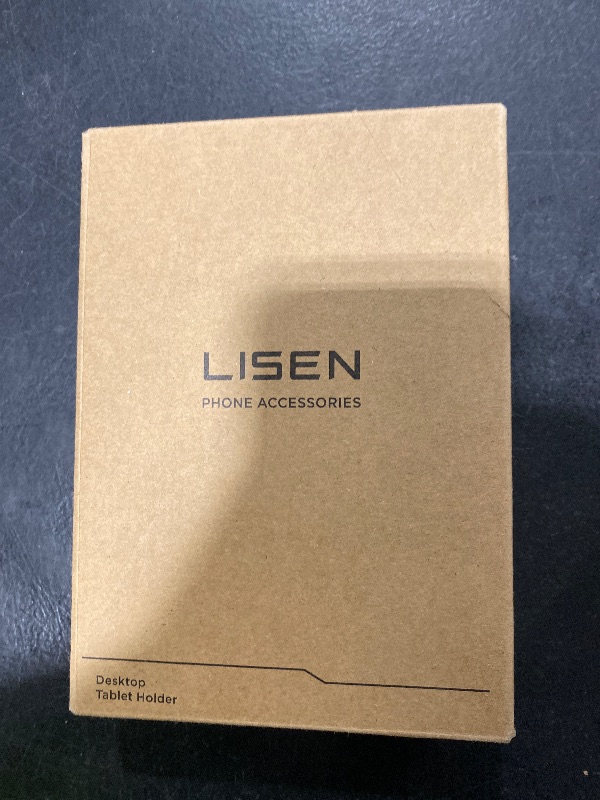 LISEN
PHONE ACCESSORIES
Desktop
Tablet Holder